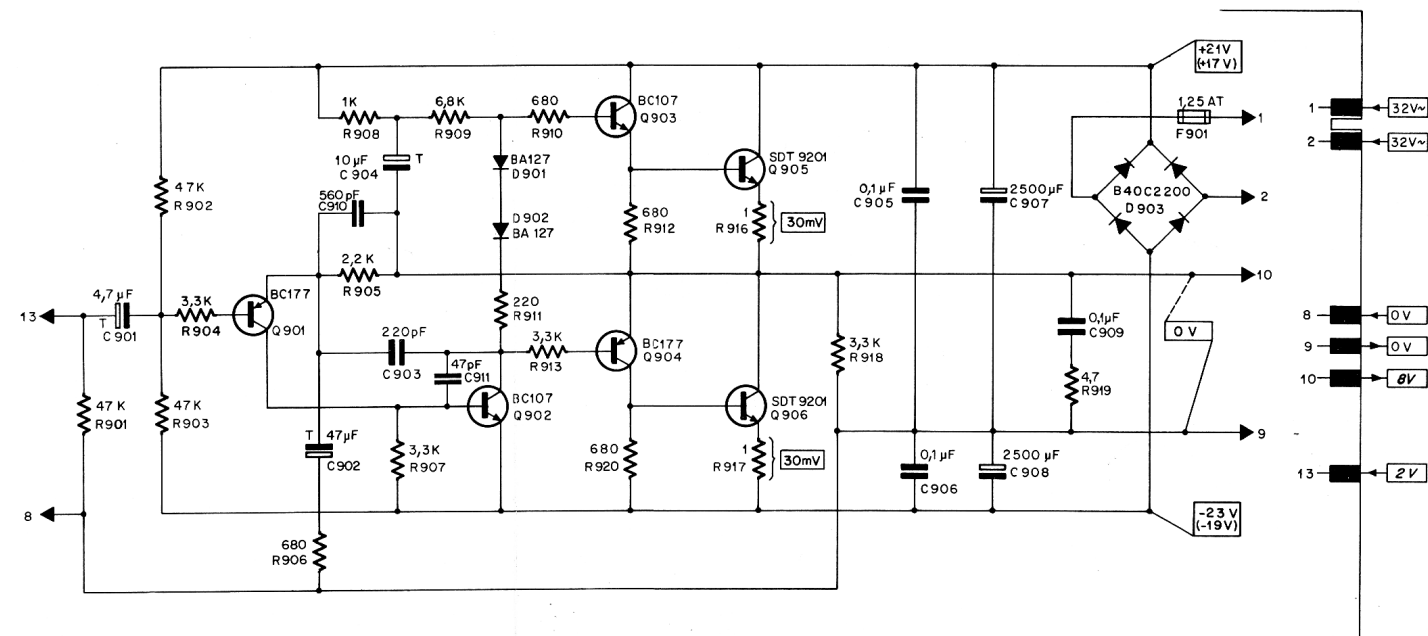 +21V
(+17V)
1K
R908
6,8K
R909
680
R910
BC107
Q903
1,25 AT
F901
1
1
32V~
2
32V~
10 µF
C904
T
BA127
D901
SDT 9201
Q905
47K
R902
560pF
C910
0,1µF
C905
2500µF
C907
B40C2200
D903
2
D902
BA 127
680
R912
1
R916
30mV
2,2K
R905
10
4,7µF
T
C901
13
3,3K
R904
BC177
Q901
220
R911
220pF
C903
47pF
C911
3,3K
R913
BC177
Q904
3,3K
R918
0,1µF
C909
0V
8
0V
9
0V
10
8V
4,7
R919
47K
R901
47K
R903
BC107
Q902
SDT 9201
Q906
T
47µF
C902
3,3K
R907
680
R920
1
R917
30mV
0,1µF
C906
2500 µF
C908
9
13
2V
8
-23V
(-19V)
680
R906